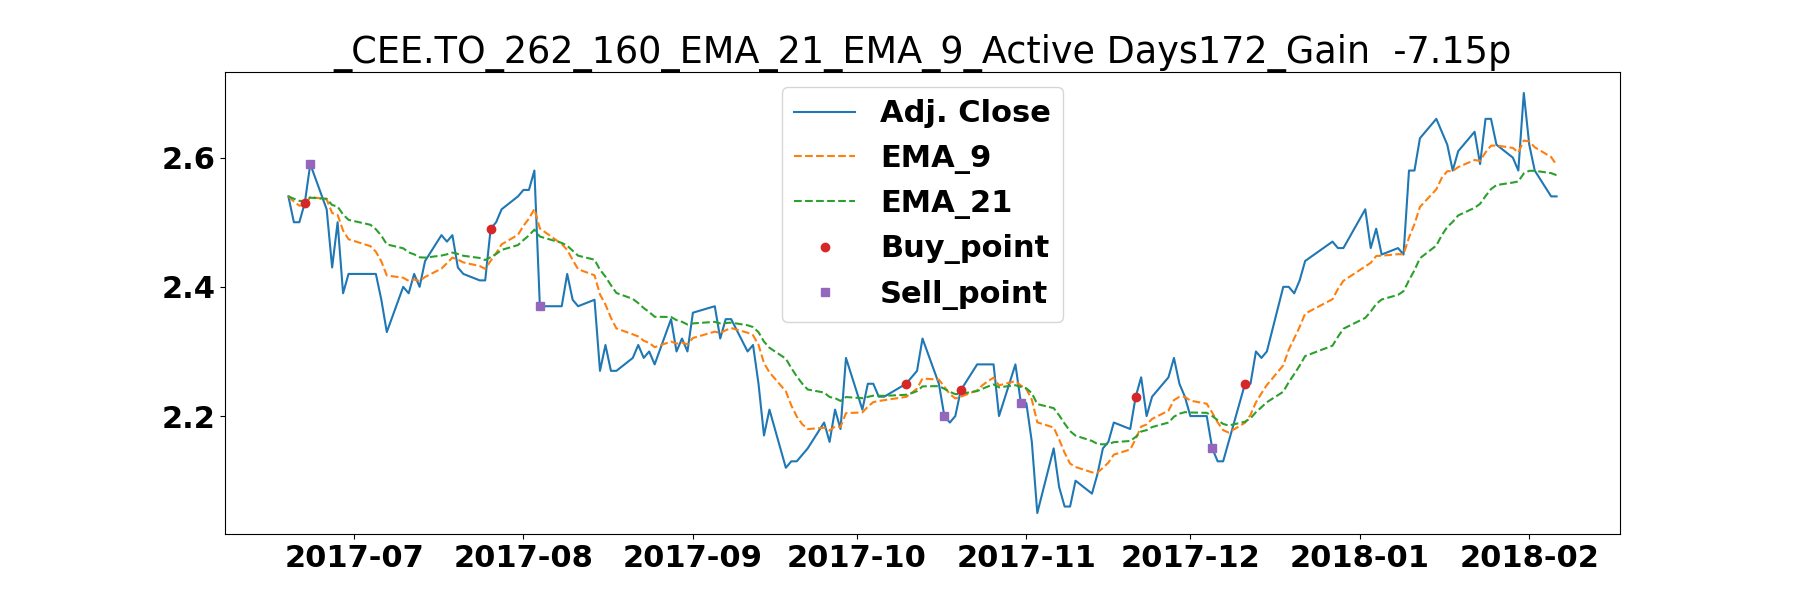 _CEE.TO_262_160_EMA_21_EMA_9_Active Days172_Gain  -7.15p
Adj. Close
EMA_9
EMA_21
Buy_point
Sell_point
2.6
2.4
2.2
2017-07 2017-08 2017-09 2017-10 2017-11 2017-12 2018-01 2018-02